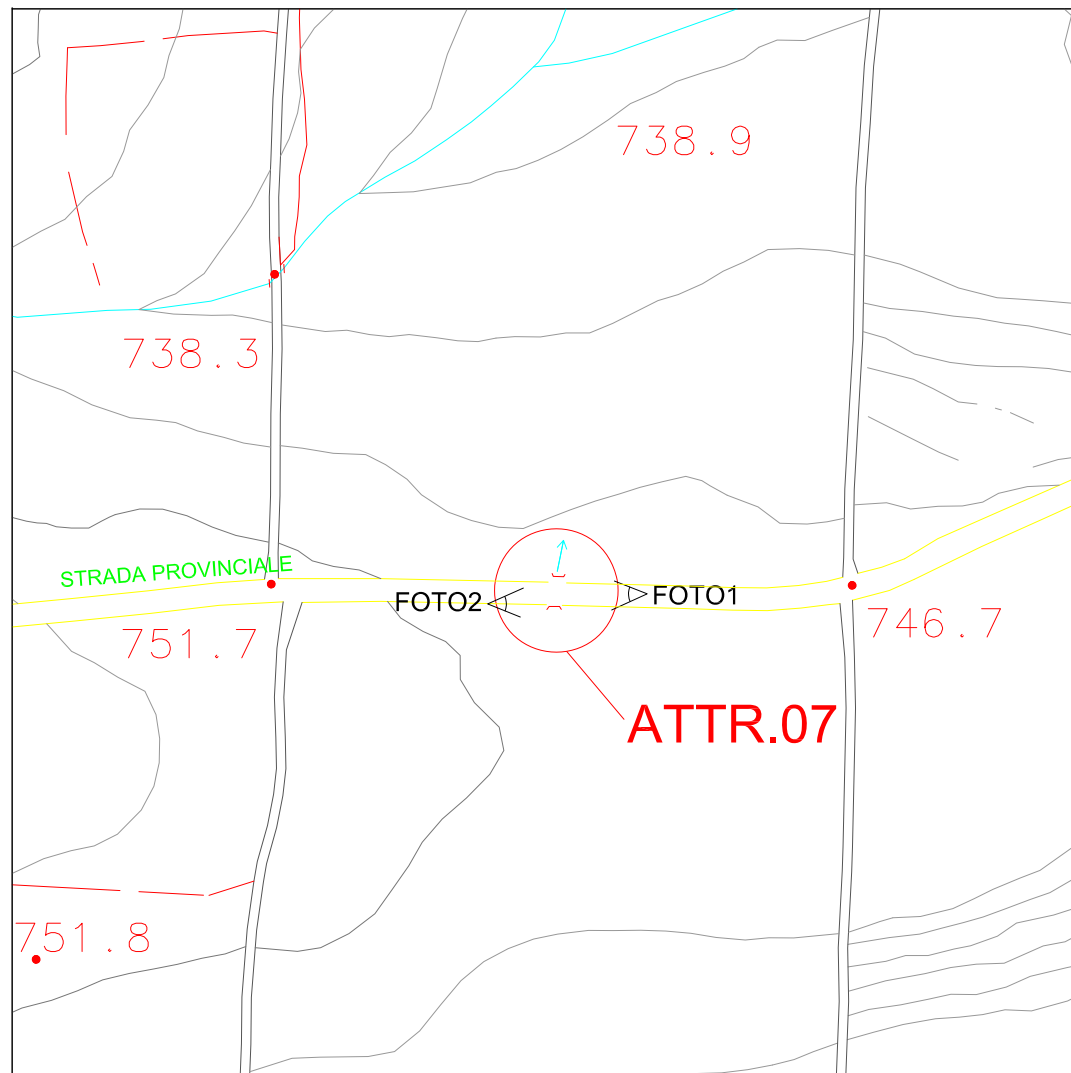 738.9
738.3
STRADA PROVINCIALE
FOTO2
FOTO1
751.7
746.7
ATTR.07
751.8